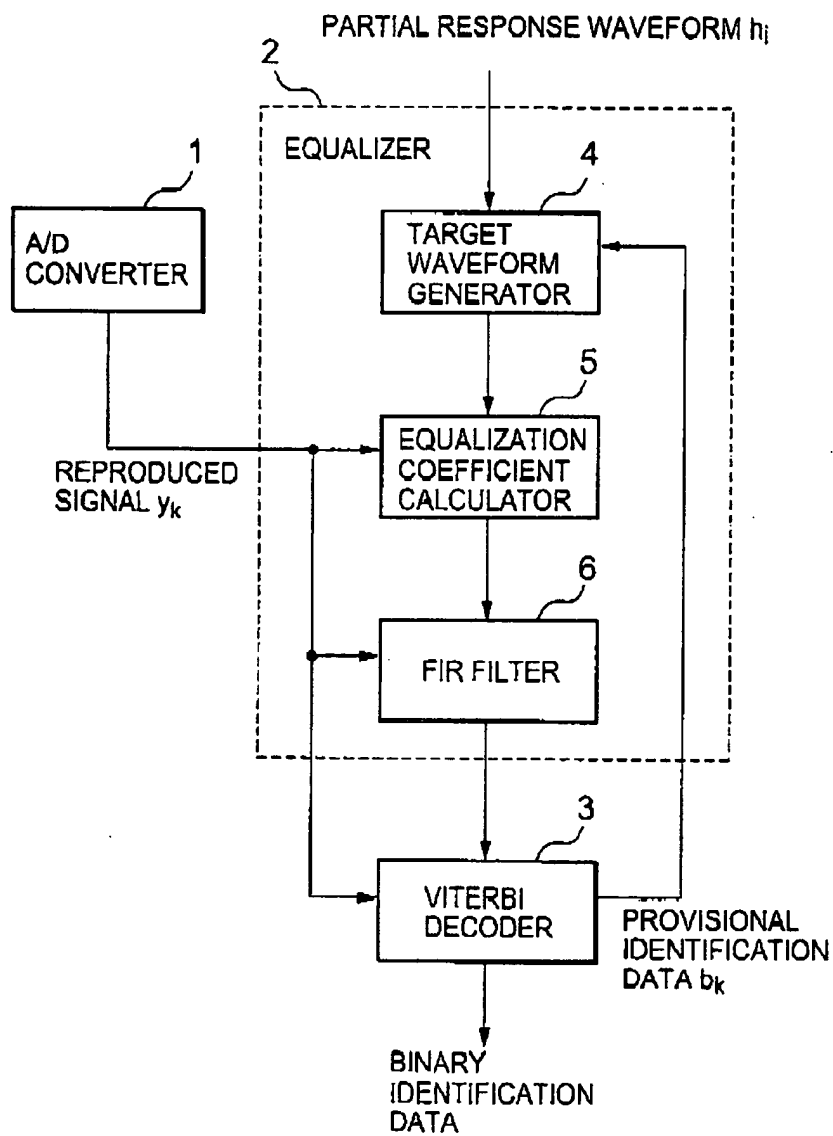 PARTIAL RESPONSE WAVEFORM hi
2
EQUALIZER
1
4
A/D
CONVERTER
TARGET
WAVEFORM
GENERATOR
5
EQUALIZATION
COEFFICIENT
CALCULATOR
REPRODUCED
SIGNAL yk
6
FIR FILTER
3
VITERBI
DECODER
PROVISIONAL
IDENTIFICATION
DATA bk
BINARY
IDENTIFICATION
DATA